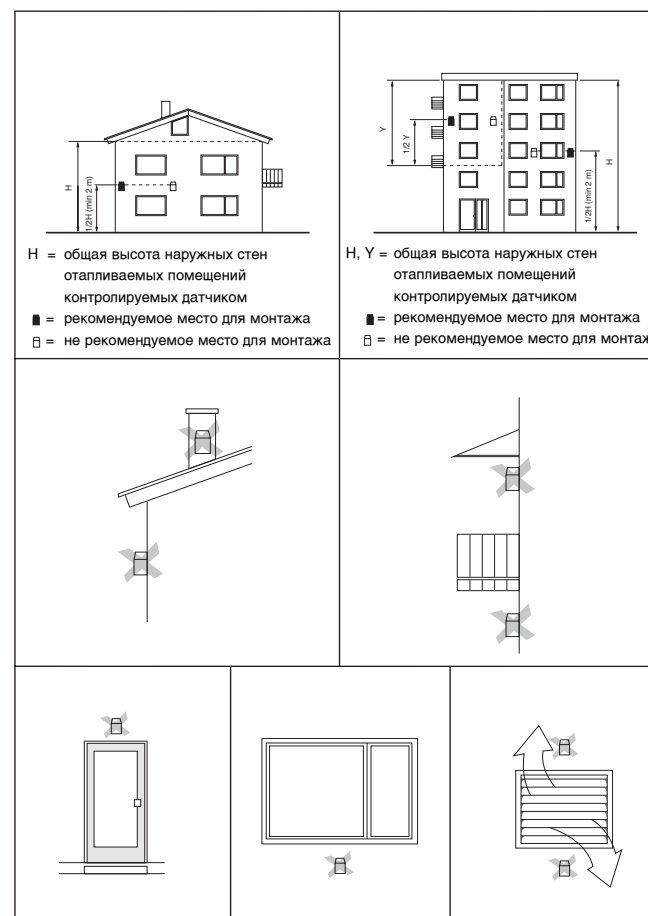 H
1/2H (min 2 m)
H = общая высота наружных стен
отапливаемых помещений
контролируемых датчиком
= рекомендуемое место для монтажа
= не рекомендуемое место для монтажа
Y
1/2 Y
1/2H (min 2 m)
H
H, Y = общая высота наружных стен
отапливаемых помещений
контролируемых датчиком
= рекомендуемое место для монтажа
= не рекомендуемое место для монтаж